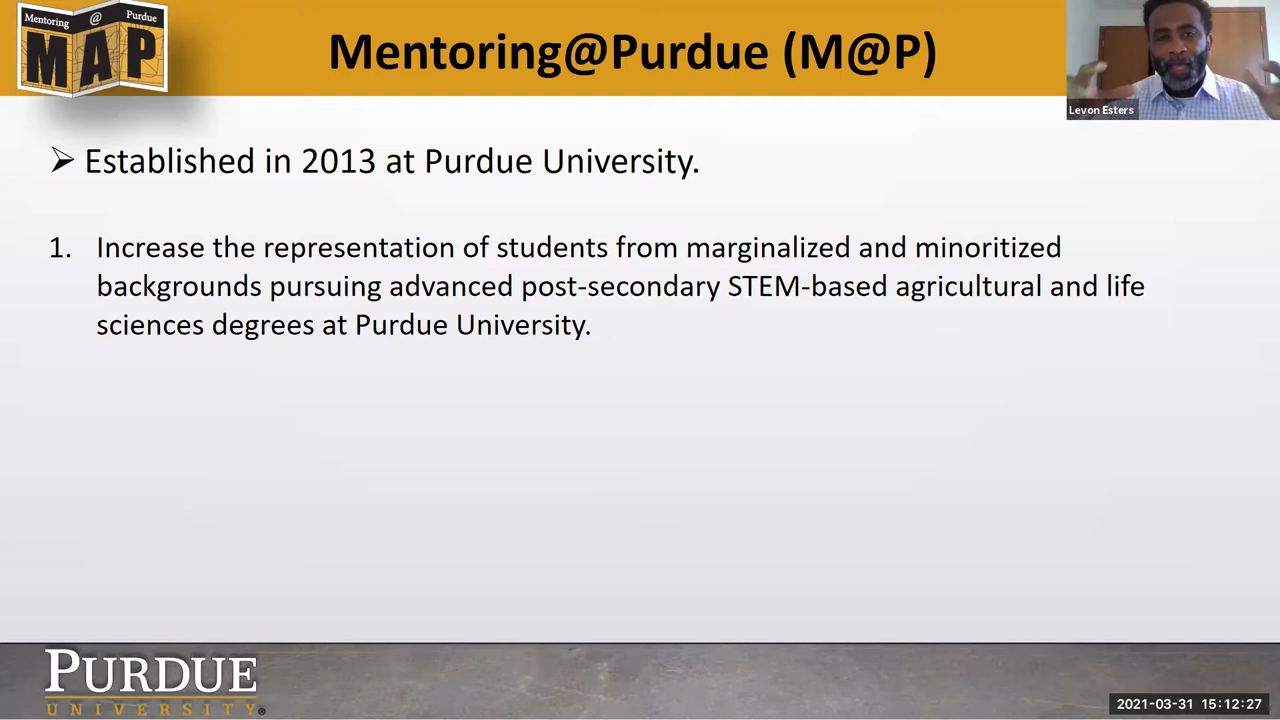 Mentoring @ Purdue
MAP
Mentoring@Purdue (M@P)
Levon Esters
➢ Established in 2013 at Purdue University.
1. Increase the representation of students from marginalized and minoritized
backgrounds pursuing advanced post-secondary STEM-based agricultural and life
sciences degrees at Purdue University.
PURDUE
UNIVERSITY®
2021-03-31 15:12:27